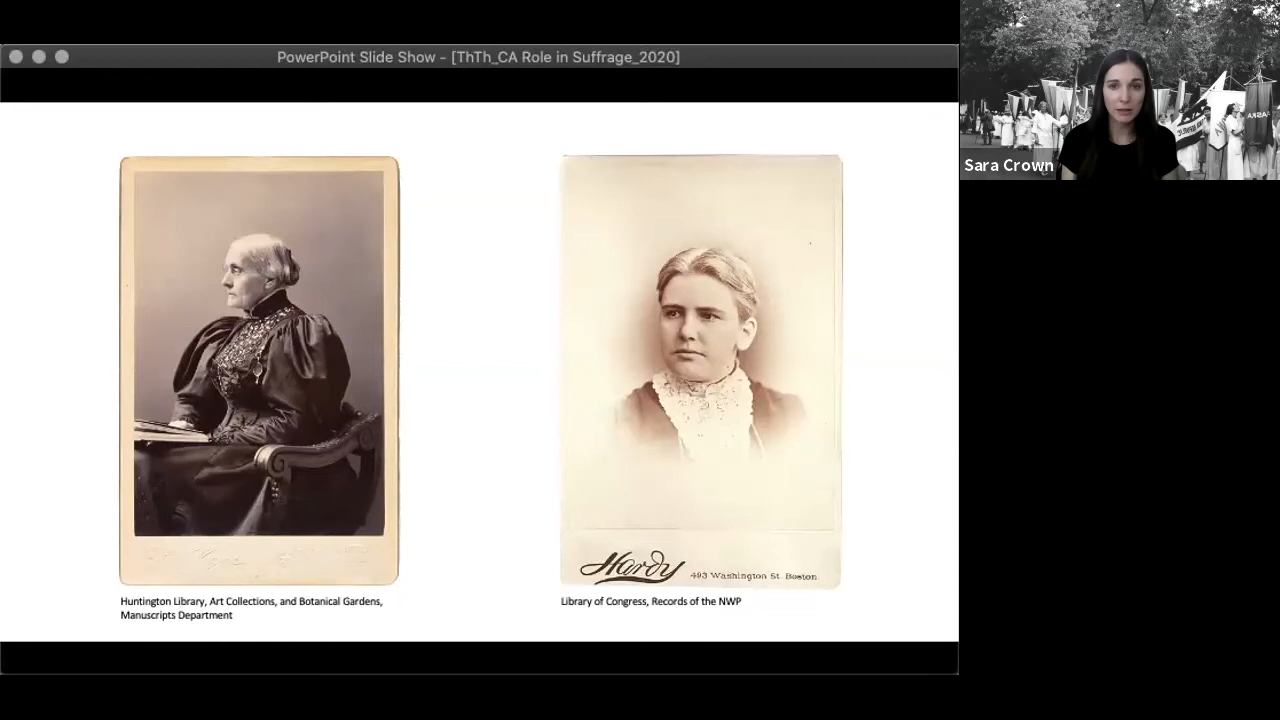 PowerPoint Slide Show - [ThTh_CA Role in Suffrage_2020]
Sara Crown
Hardy
493 Washington St. Boston.
Huntington Library, Art Collections, and Botanical Gardens,
Manuscripts Department
Library of Congress, Records of the NWP